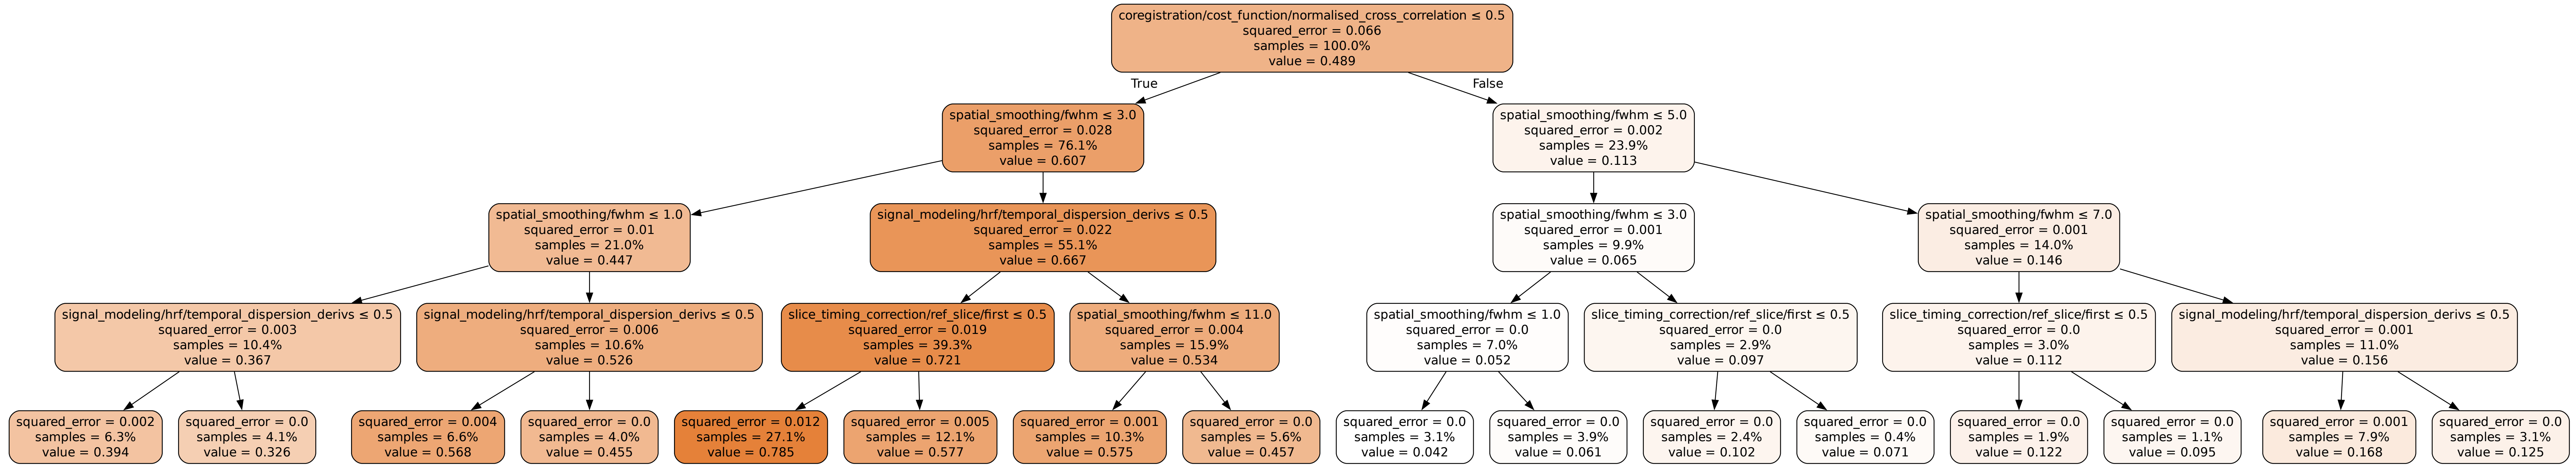 coregistration/cost_function/normalised_cross_correlation ≤ 0.5
squared_error = 0.066
samples = 100.0%
value = 0.489
True
False
spatial_smoothing/fwhm ≤ 3.0
squared_error = 0.028
samples = 76.1%
value = 0.607
spatial_smoothing/fwhm ≤ 5.0
squared_error = 0.002
samples = 23.9%
value = 0.113
spatial_smoothing/fwhm ≤ 1.0
squared_error = 0.01
samples = 21.0%
value = 0.447
signal_modeling/hrf/temporal_dispersion_derivs ≤ 0.5
squared_error = 0.022
samples = 55.1%
value = 0.667
spatial_smoothing/fwhm ≤ 3.0
squared_error = 0.001
samples = 9.9%
value = 0.065
spatial_smoothing/fwhm ≤ 7.0
squared_error = 0.001
samples = 14.0%
value = 0.146
signal_modeling/hrf/temporal_dispersion_derivs ≤ 0.5
squared_error = 0.003
samples = 10.4%
value = 0.367
signal_modeling/hrf/temporal_dispersion_derivs ≤ 0.5
squared_error = 0.006
samples = 10.6%
value = 0.526
slice_timing_correction/ref_slice/first ≤ 0.5
squared_error = 0.019
samples = 39.3%
value = 0.721
spatial_smoothing/fwhm ≤ 11.0
squared_error = 0.004
samples = 15.9%
value = 0.534
spatial_smoothing/fwhm ≤ 1.0
squared_error = 0.0
samples = 7.0%
value = 0.052
slice_timing_correction/ref_slice/first ≤ 0.5
squared_error = 0.0
samples = 2.9%
value = 0.097
slice_timing_correction/ref_slice/first ≤ 0.5
squared_error = 0.0
samples = 3.0%
value = 0.112
signal_modeling/hrf/temporal_dispersion_derivs ≤ 0.5
squared_error = 0.001
samples = 11.0%
value = 0.156
squared_error = 0.002
samples = 6.3%
value = 0.394
squared_error = 0.0
samples = 4.1%
value = 0.326
squared_error = 0.004
samples = 6.6%
value = 0.568
squared_error = 0.0
samples = 4.0%
value = 0.455
squared_error = 0.012
samples = 27.1%
value = 0.785
squared_error = 0.005
samples = 12.1%
value = 0.577
squared_error = 0.001
samples = 10.3%
value = 0.575
squared_error = 0.0
samples = 5.6%
value = 0.457
squared_error = 0.0
samples = 3.1%
value = 0.042
squared_error = 0.0
samples = 3.9%
value = 0.061
squared_error = 0.0
samples = 2.4%
value = 0.102
squared_error = 0.0
samples = 0.4%
value = 0.071
squared_error = 0.0
samples = 1.9%
value = 0.122
squared_error = 0.0
samples = 1.1%
value = 0.095
squared_error = 0.001
samples = 7.9%
value = 0.168
squared_error = 0.0
samples = 3.1%
value = 0.125